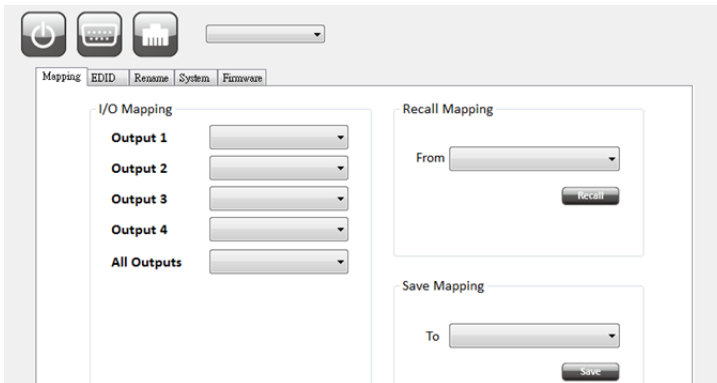 Mapping EDID Rename System Firmware
I/O Mapping
Output 1
Output 2
Output 3
Output 4
All Outputs
Recall Mapping
From
Recall
Save Mapping
To
Save